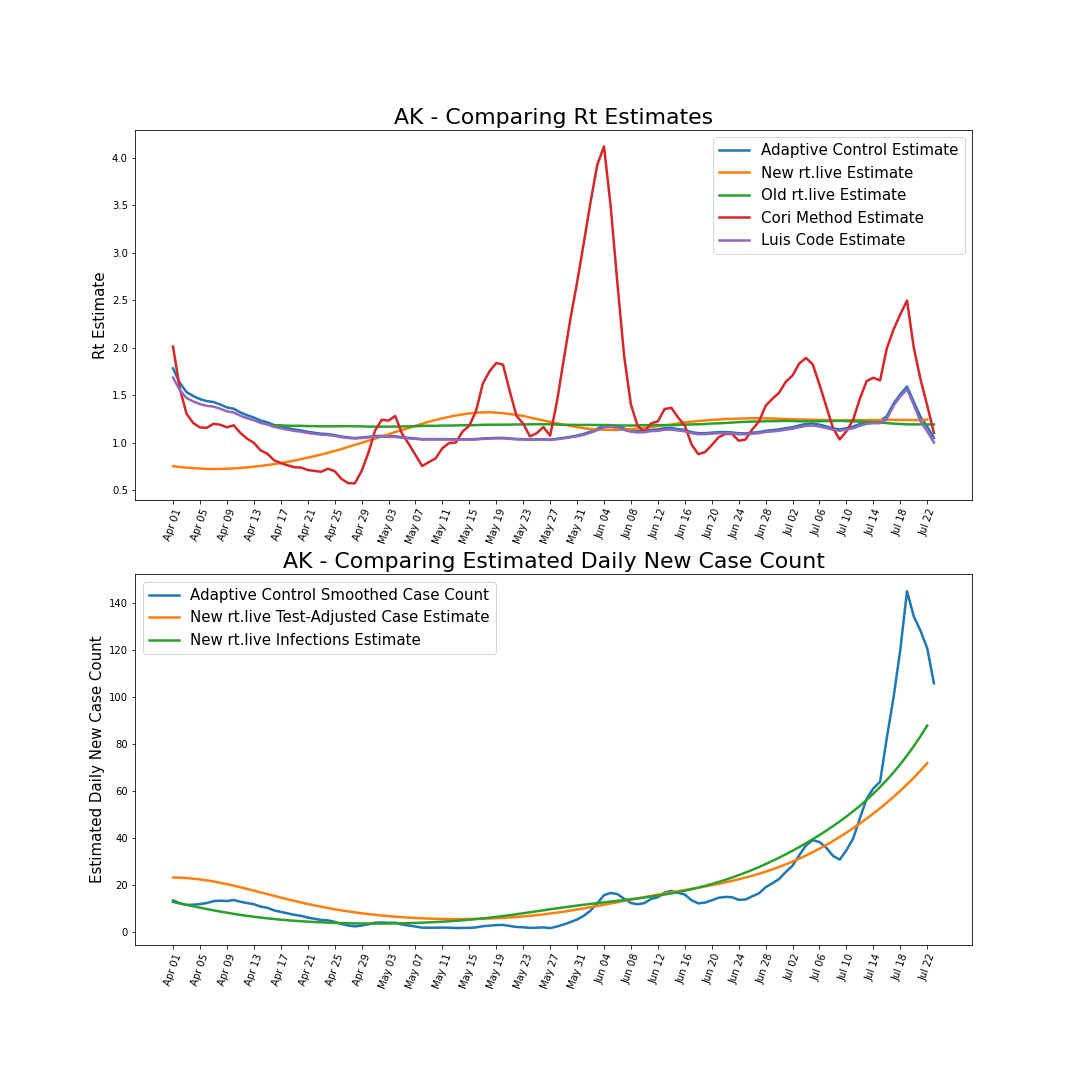 AK - Comparing Rt Estimates
Rt Estimate
4.0
3.5
3.0
2.5
2.0
1.5
1.0
0.5
Adaptive Control Estimate
New rt.live Estimate
Old rt.live Estimate
Cori Method Estimate
Luis Code Estimate
Apr 01
Apr 05
Apr 09
Apr 13
Apr 17
Apr 21
Apr 25
Apr 29
May 03
May 07
May 11
May 15
May 19
May 23
May 27
May 31
Jun 04
Jun 08
Jun 12
Jun 16
Jun 20
Jun 24
Jun 28
Jul 02
Jul 06
Jul 10
Jul 14
Jul 18
Jul 22
AK - Comparing Estimated Daily New Case Count
Estimated Daily New Case Count
140
120
100
80
60
40
20
0
Adaptive Control Smoothed Case Count
New rt.live Test-Adjusted Case Estimate
New rt.live Infections Estimate
Apr 01
Apr 05
Apr 09
Apr 13
Apr 17
Apr 21
Apr 25
Apr 29
May 03
May 07
May 11
May 15
May 19
May 23
May 27
May 31
Jun 04
Jun 08
Jun 12
Jun 16
Jun 20
Jun 24
Jun 28
Jul 02
Jul 06
Jul 10
Jul 14
Jul 18
Jul 22